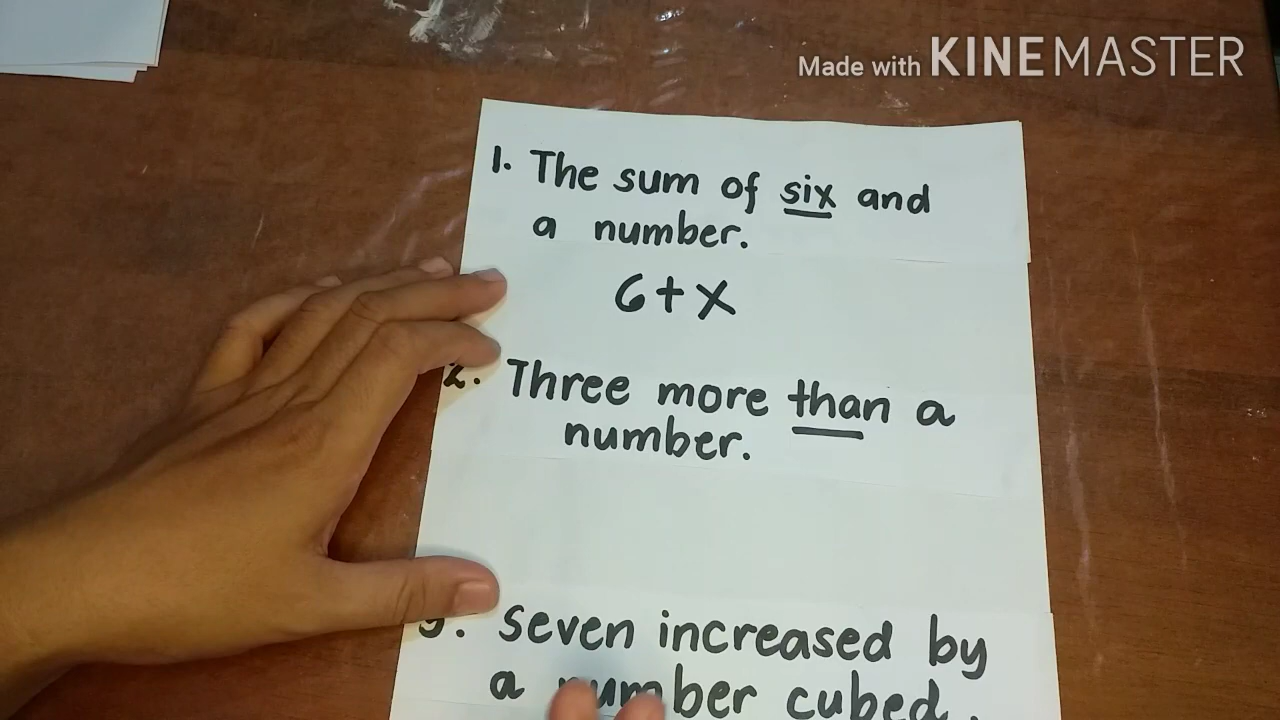 Made with KINEMASTER
1. The sum of six and
a number.
6+x
2. Three more than a
number.
3. Seven increased by
a number cubed.